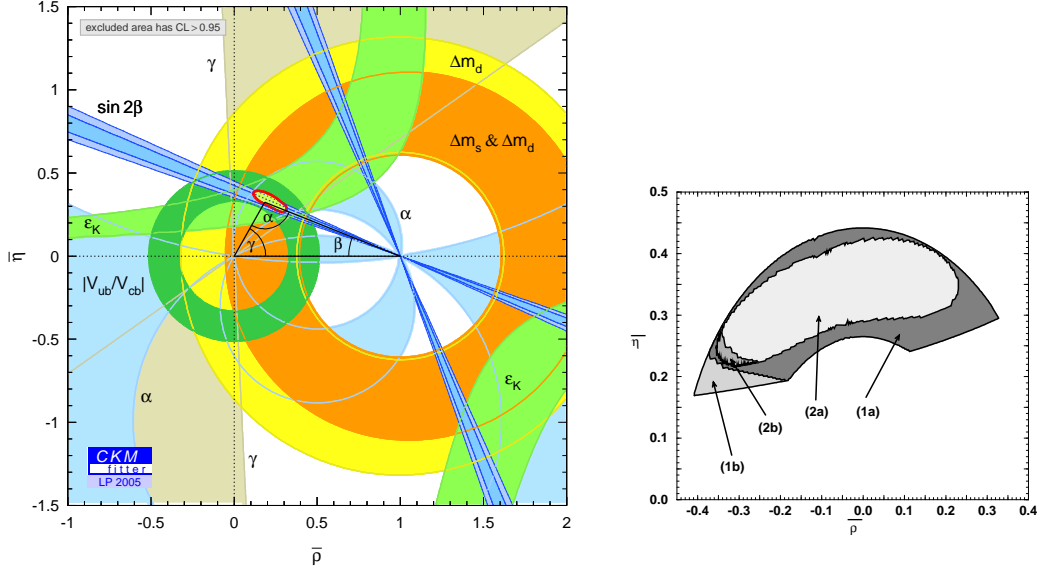 excluded area has CL > 0.95
γ
Δm_d
sin 2β
Δm_s & Δm_d
α
ε_K
α
γ
β
|V_ub/V_cb|
α
ε_K
γ
CKM
fitter
LP 2005
1.5
1
0.5
0
-0.5
-1
-1.5
η̅
-1
-0.5
0
0.5
1
1.5
2
ρ̅
0.5
0.4
0.3
0.2
0.1
0.0
η̅
(2a)
(1a)
(2b)
(1b)
-0.4
-0.3
-0.2
-0.1
-0.0
0.1
0.2
0.3
0.4
ρ̅